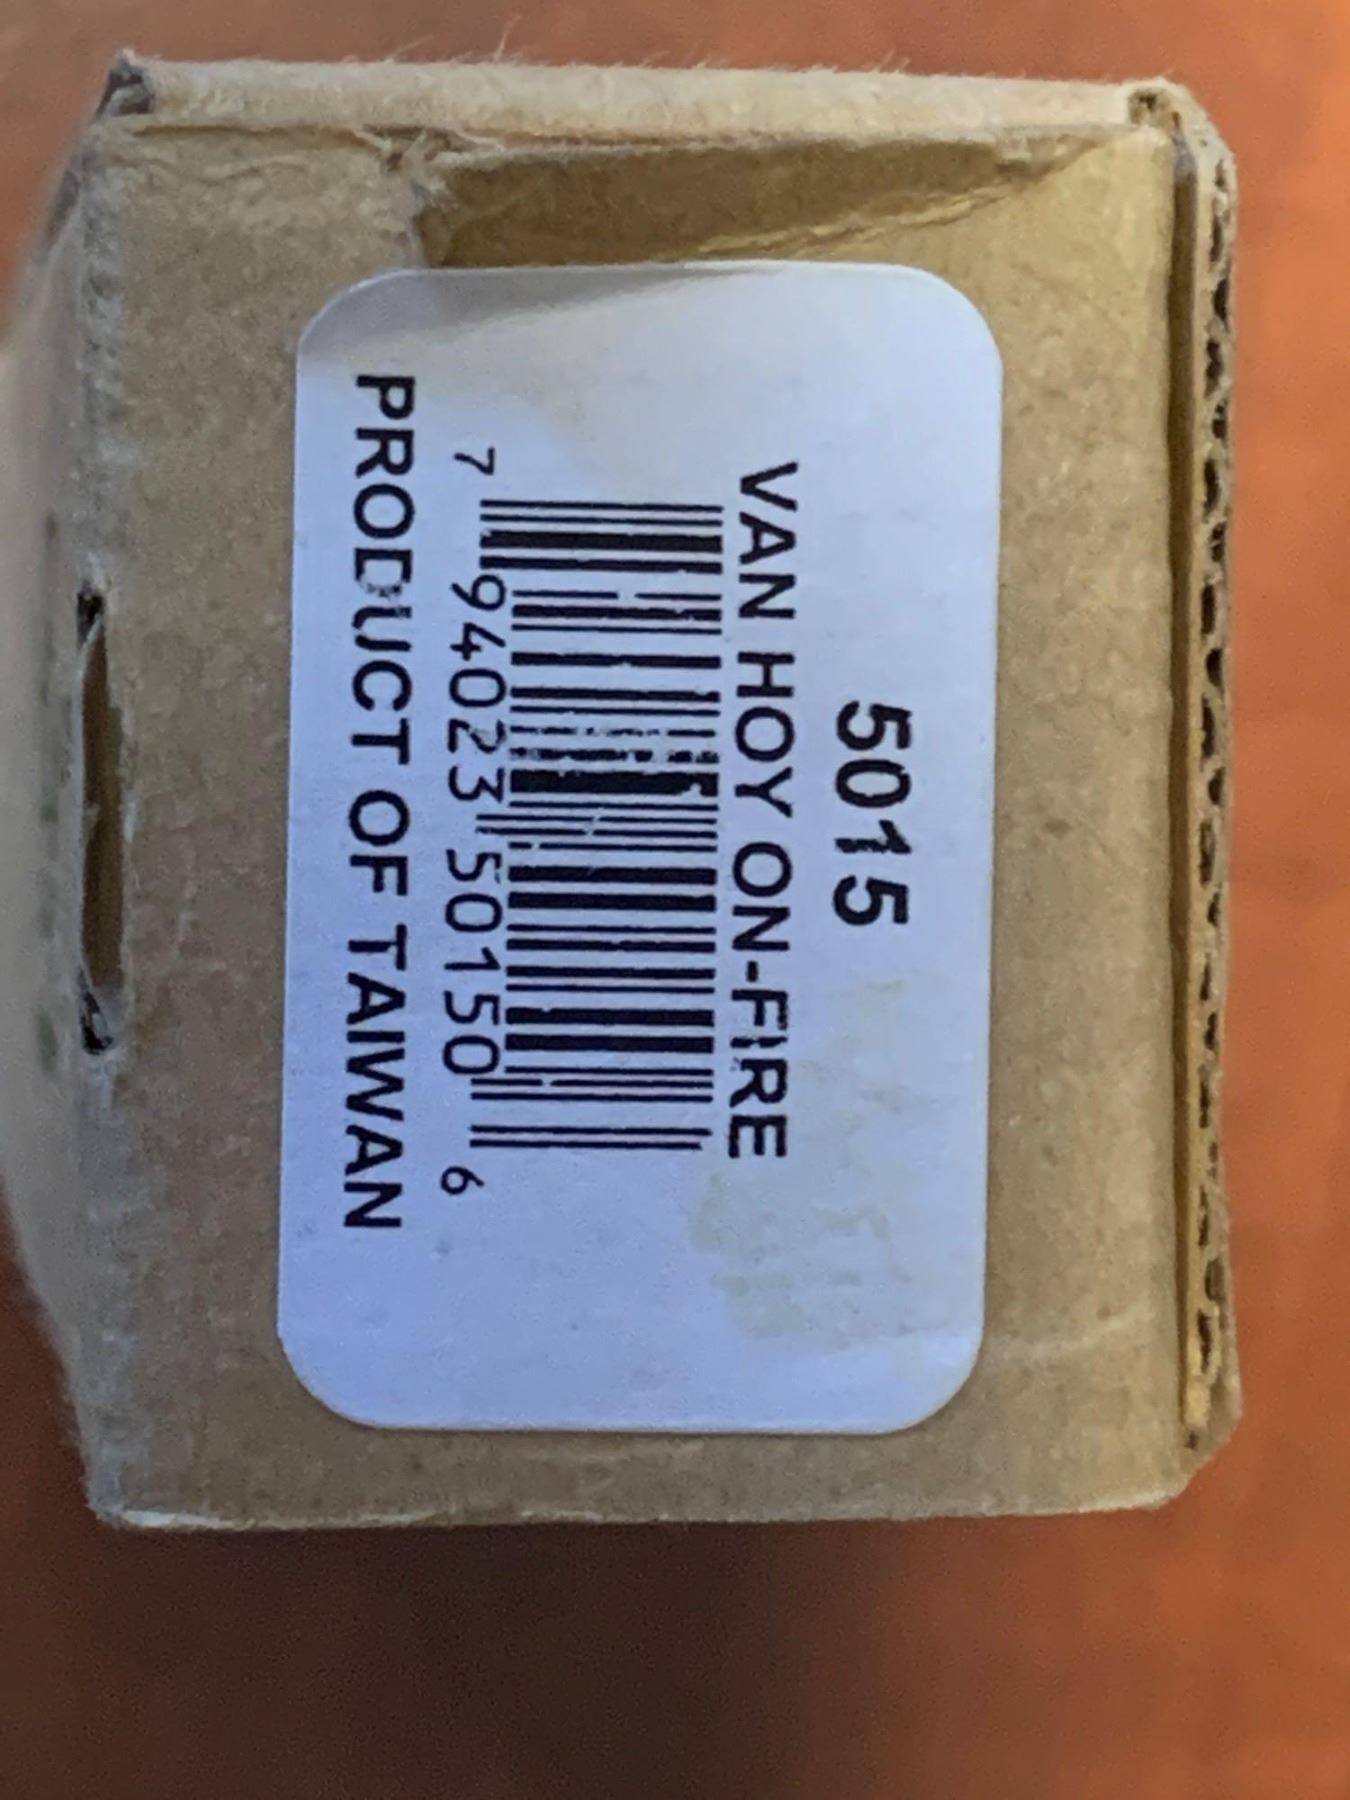 5015
VAN HOY ON-FIRE
7 94023 50150 6
PRODUCT OF TAIWAN